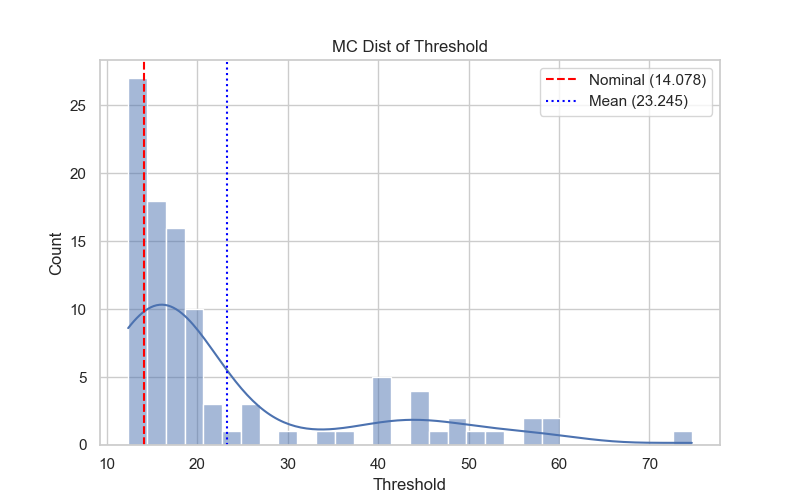 MC Dist of Threshold
Nominal (14.078)
Mean (23.245)
Count
25
20
15
10
5
0
10 20 30 40 50 60 70
Threshold